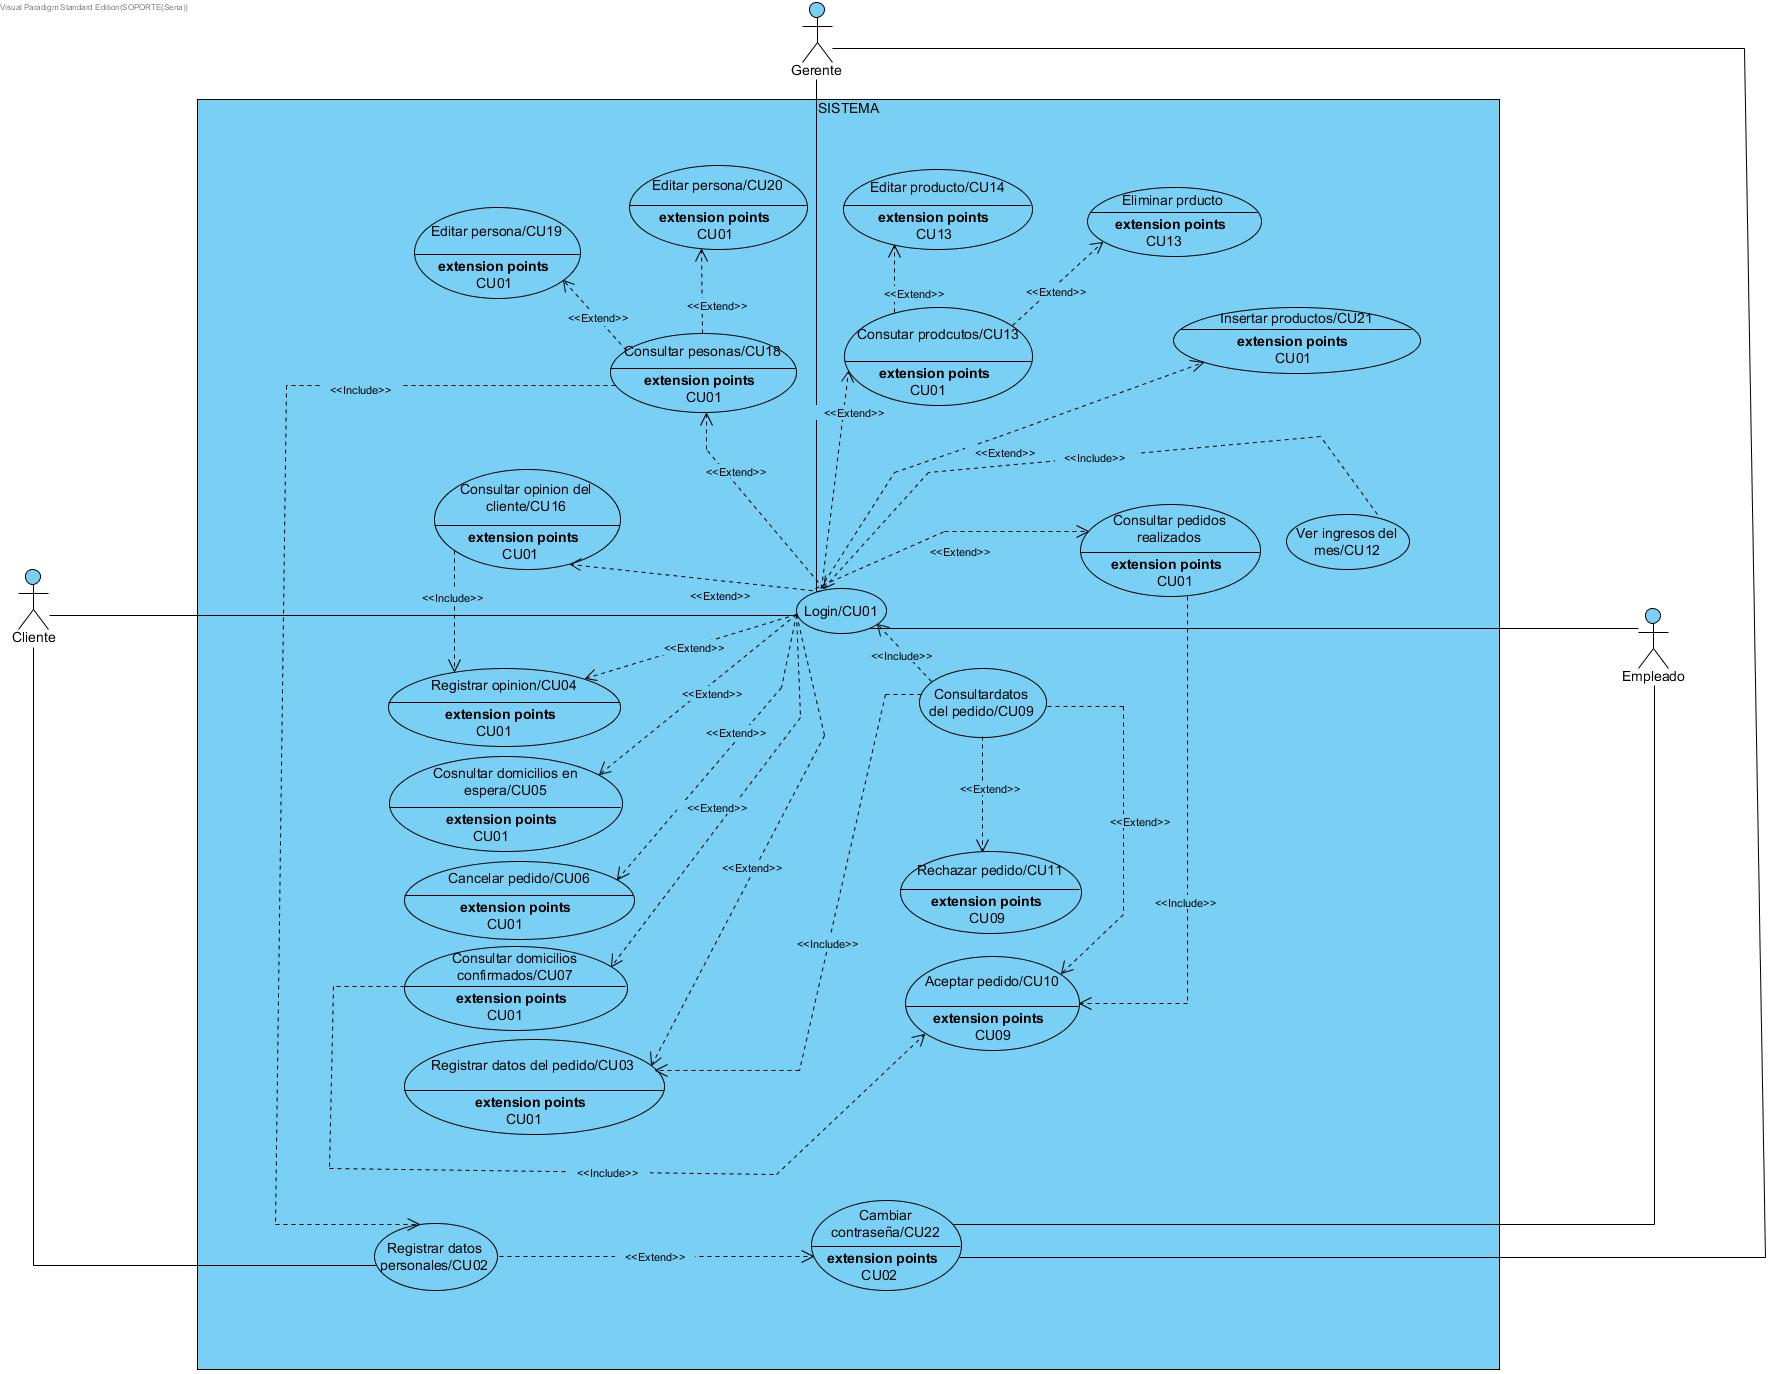 Visual Paradigm Standard Edition(SOPORTE(Sena))
Gerente
SISTEMA
Editar persona/CU20
extension points
CU01
Editar producto/CU14
extension points
CU13
Eliminar prducto
extension points
CU13
Editar persona/CU19
extension points
CU01
<<Extend>>
<<Extend>>
<<Extend>>
<<Extend>>
Consultar pesonas/CU18
extension points
CU01
Consutar prodcutos/CU13
extension points
CU01
Insertar productos/CU21
extension points
CU01
<<Include>>
<<Extend>>
<<Extend>>
<<Extend>>
<<Include>>
Consultar opinion del
cliente/CU16
extension points
CU01
Consultar pedidos
realizados
extension points
CU01
Ver ingresos del
mes/CU12
<<Extend>>
<<Include>>
<<Extend>>
Login/CU01
Cliente
Empleado
<<Extend>>
<<Include>>
Registrar opinion/CU04
extension points
CU01
<<Extend>>
Consultardatos
del pedido/CU09
<<Extend>>
Cosnultar domicilios en
espera/CU05
extension points
CU01
<<Extend>>
<<Extend>>
<<Extend>>
Cancelar pedido/CU06
extension points
CU01
<<Extend>>
Rechazar pedido/CU11
extension points
CU09
<<Include>>
Consultar domicilios
confirmados/CU07
extension points
CU01
<<Include>>
Aceptar pedido/CU10
extension points
CU09
Registrar datos del pedido/CU03
extension points
CU01
<<Include>>
Cambiar
contraseña/CU22
extension points
CU02
Registrar datos
personales/CU02
<<Extend>>